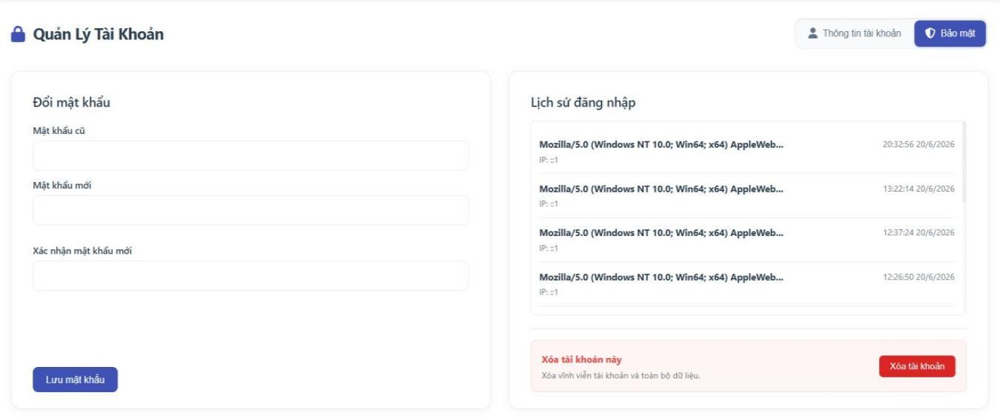 Quản Lý Tài Khoản
Thông tin tài khoản
Bảo mật
Đổi mật khẩu
Mật khẩu cũ
Mật khẩu mới
Xác nhận mật khẩu mới
Lưu mật khẩu
Lịch sử đăng nhập
Mozilla/5.0 (Windows NT 10.0; Win64; x64) AppleWeb... 20:32:56 20/6/2026
IP: ::1
Mozilla/5.0 (Windows NT 10.0; Win64; x64) AppleWeb... 13:22:14 20/6/2026
IP: ::1
Mozilla/5.0 (Windows NT 10.0; Win64; x64) AppleWeb... 12:37:24 20/6/2026
IP: ::1
Mozilla/5.0 (Windows NT 10.0; Win64; x64) AppleWeb... 12:26:50 20/6/2026
IP: ::1
Xóa tài khoản này
Xóa vĩnh viễn tài khoản và toàn bộ dữ liệu.
Xóa tài khoản